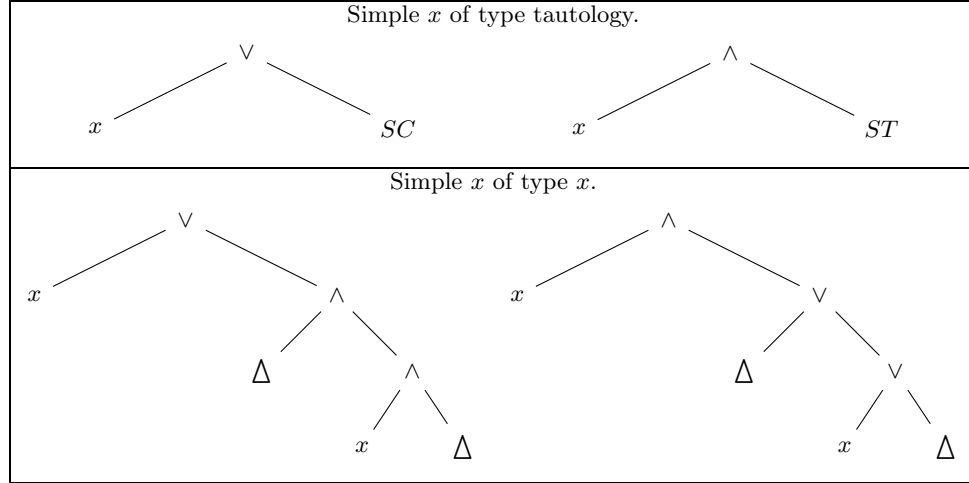 Simple x of type tautology.
∨ ∧
x SC x ST
Simple x of type x.
∨ ∧
x ∧ x ∨
Δ ∧ Δ ∨
x Δ x Δ